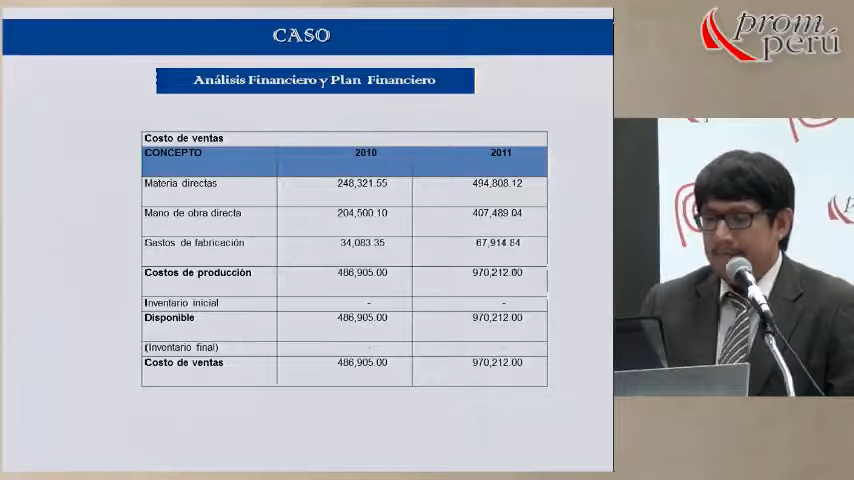 CASO
prom
perú
Análisis Financiero y Plan Financiero
Costo de ventas
CONCEPTO 2010 2011
Materia directas 248,321.55 494,808.12
Mano de obra directa 204,500.10 407,489.04
Gastos de fabricación 34,083.35 67,914.84
Costos de producción 486,905.00 970,212.00
Inventario inicial - -
Disponible 486,905.00 970,212.00
(Inventario final) -
Costo de ventas 486,905.00 970,212.00